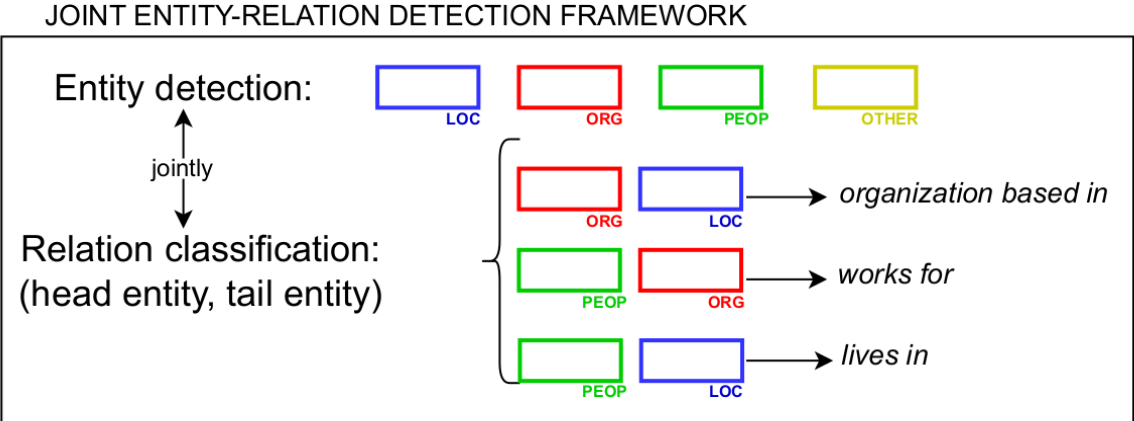 JOINT ENTITY-RELATION DETECTION FRAMEWORK
Entity detection:
LOC
ORG
PEOP
OTHER
jointly
ORG
LOC
organization based in
Relation classification:
(head entity, tail entity)
PEOP
ORG
works for
PEOP
LOC
lives in